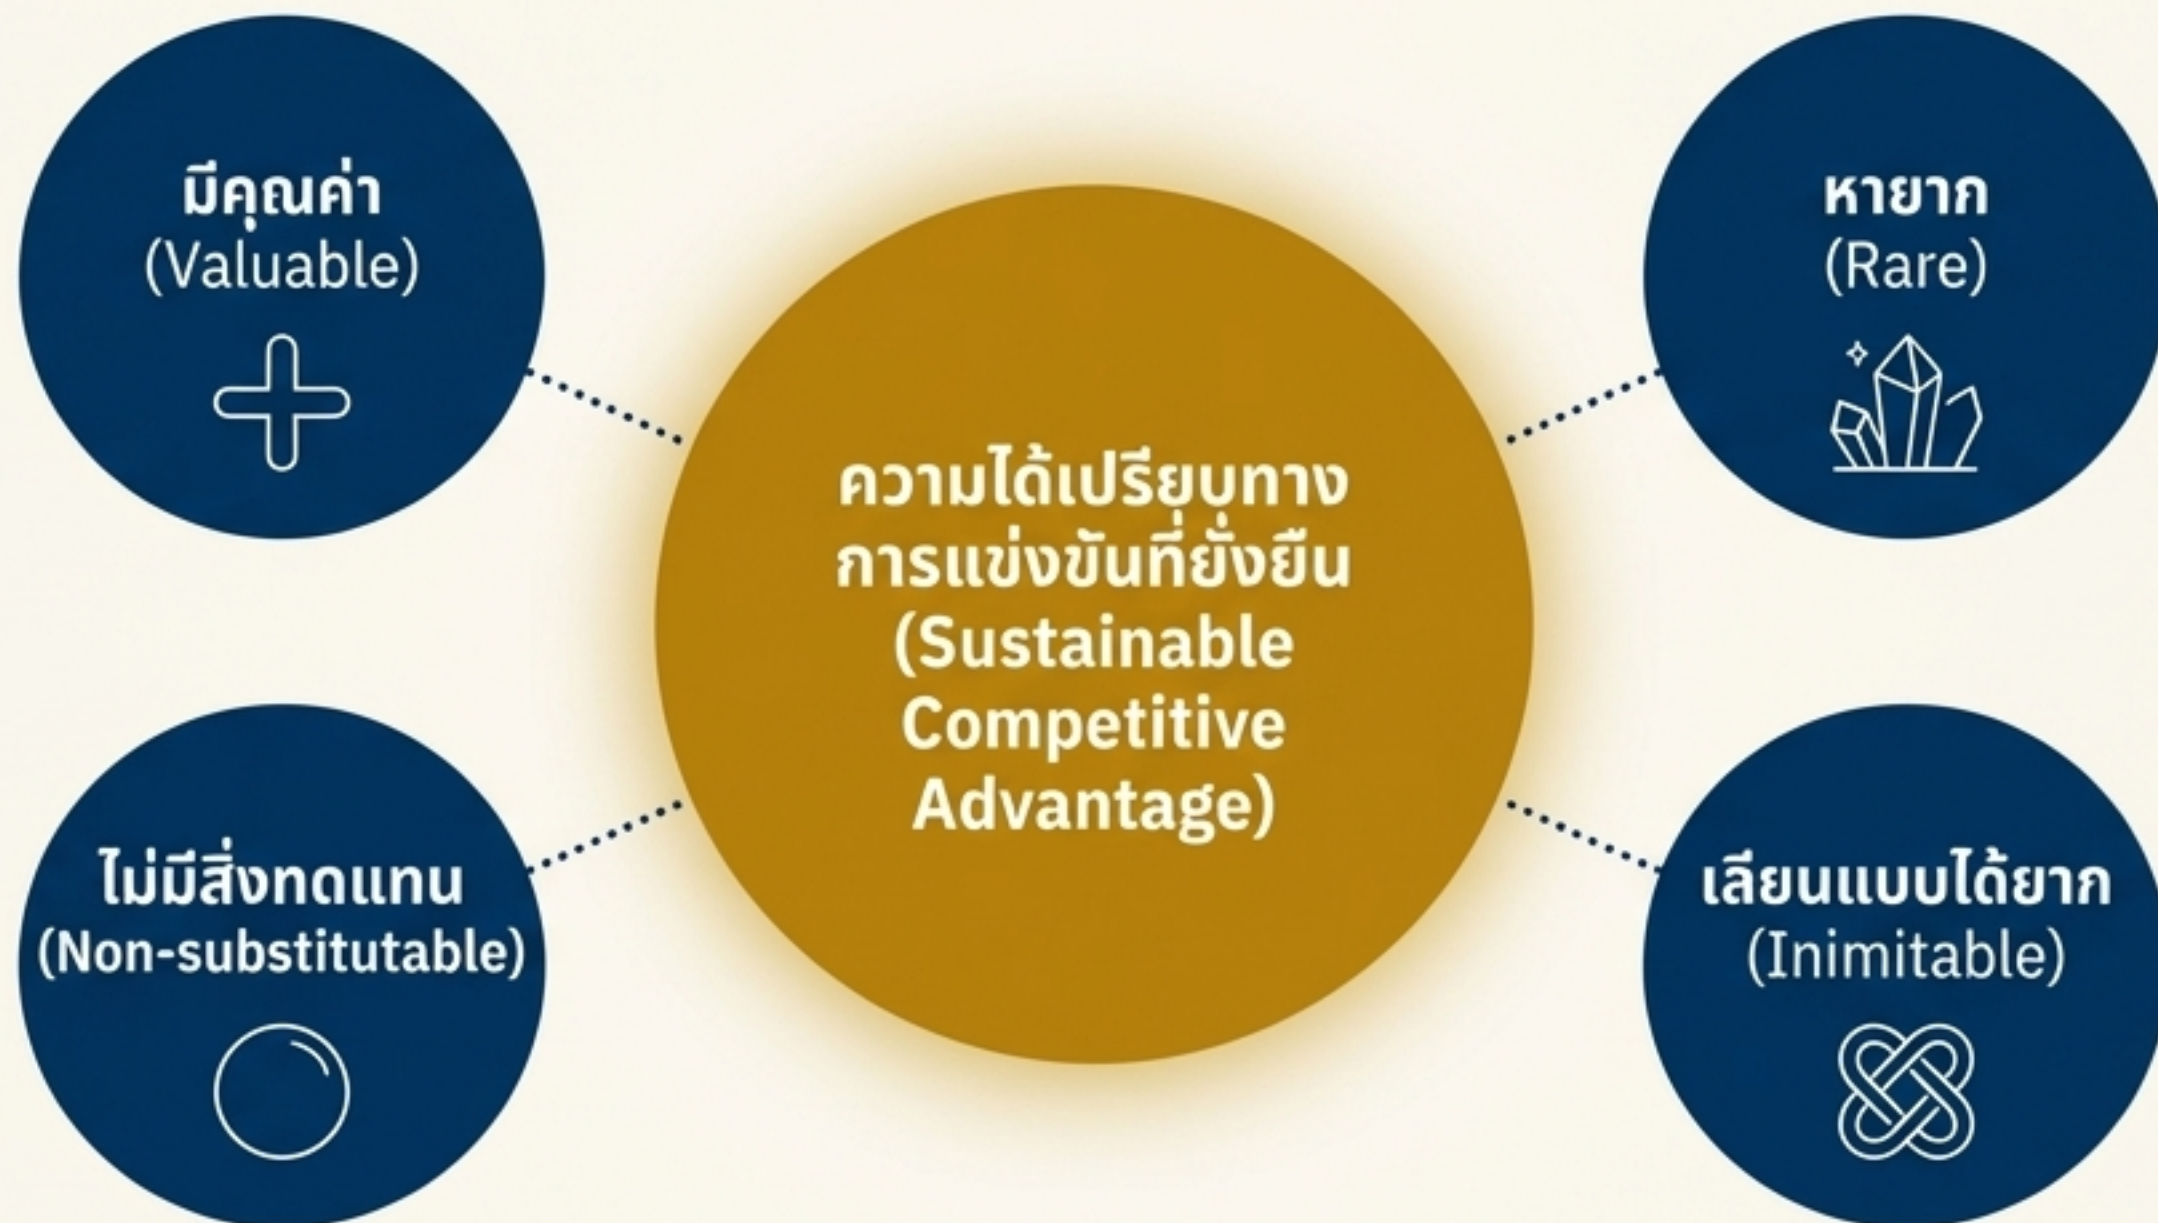 มีคุณค่า
(Valuable)
หายาก
(Rare)
ความได้เปรียบทาง
การแข่งขันที่ยั่งยืน
(Sustainable
Competitive
Advantage)
ไม่มีสิ่งทดแทน
(Non-substitutable)
เลียนแบบได้ยาก
(Inimitable)